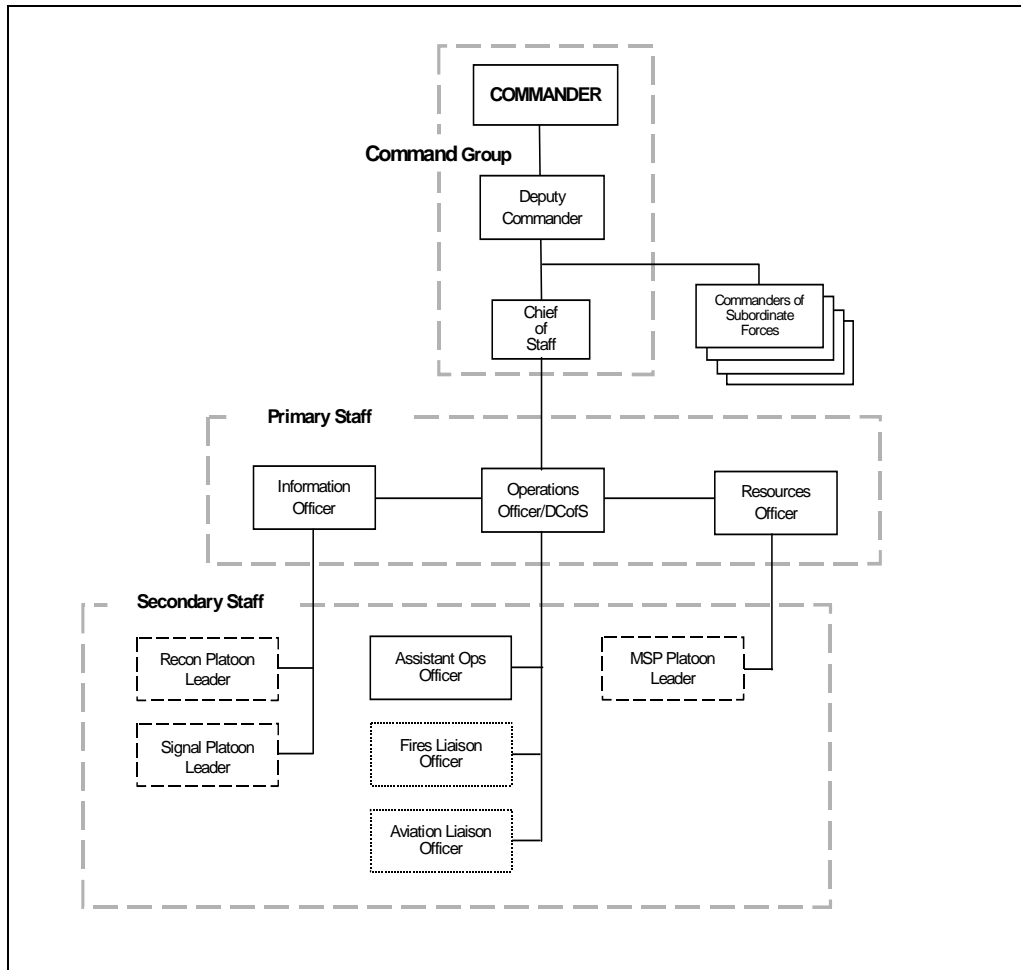 COMMANDER
Command Group
Deputy
Commander
Chief
of
Staff
Commanders of
Subordinate
Forces
Primary Staff
Information
Officer
Operations
Officer/DCofS
Resources
Officer
Secondary Staff
Recon Platoon
Leader
Assistant Ops
Officer
MSP Platoon
Leader
Signal Platoon
Leader
Fires Liaison
Officer
Aviation Liaison
Officer